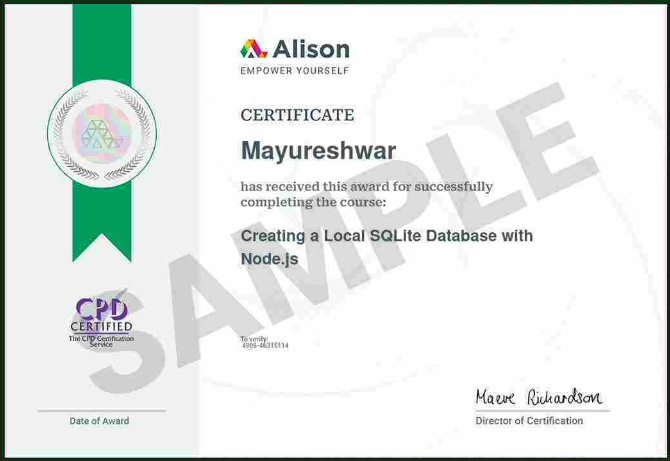 Alison
EMPOWER YOURSELF
CERTIFICATE
Mayureshwar
has received this award for successfully
completing the course:
Creating a Local SQLite Database with
Node.js
SAMPLE
CPD
CERTIFIED
The CPD Certification
Service
To verify:
4995-46315114
Date of Award
Maeve Richardson
Director of Certification